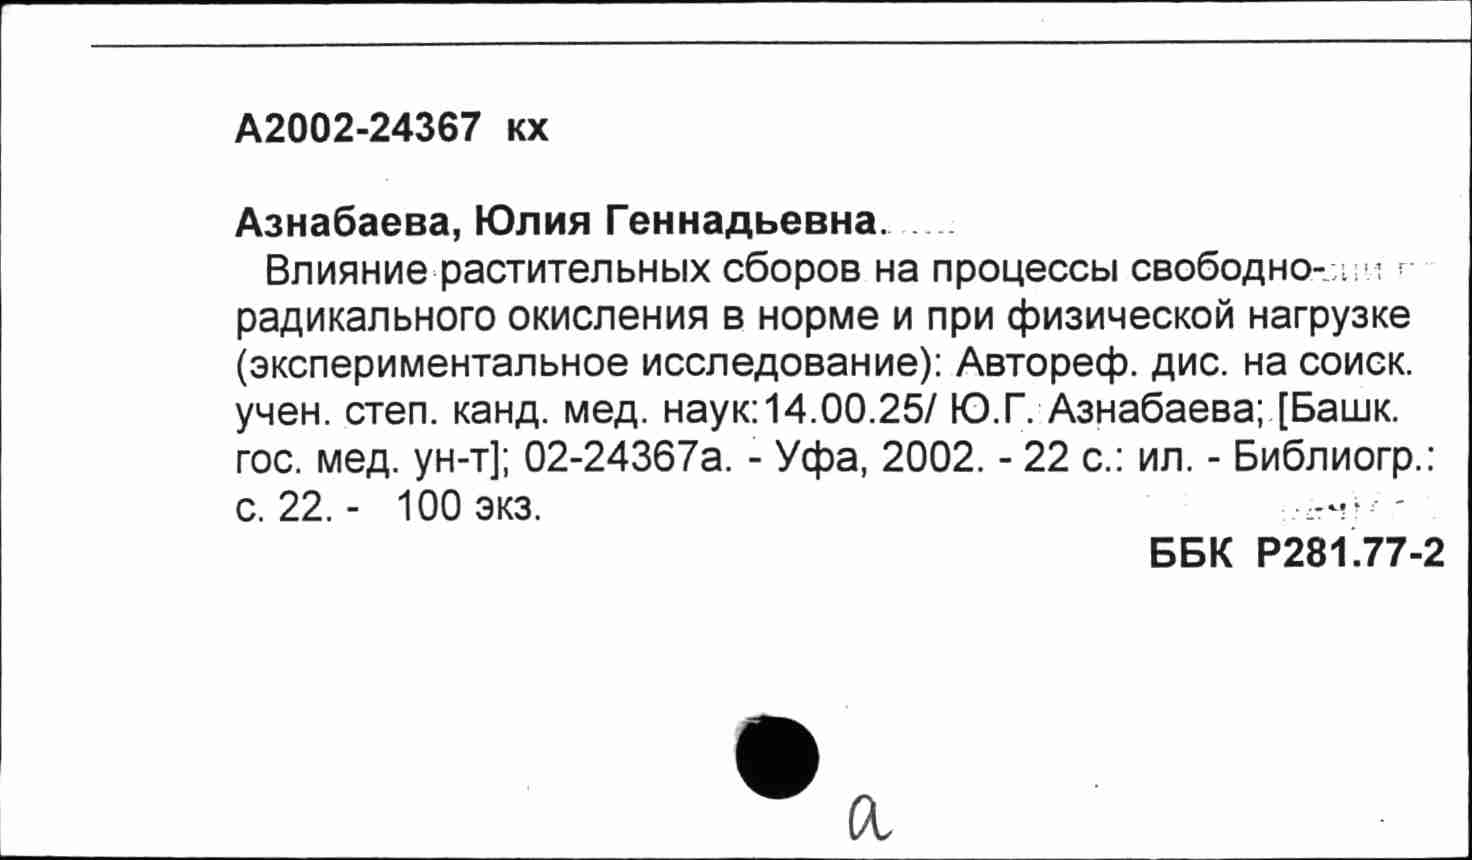 А2002-24367 кх
Азнабаева, Юлия Геннадьевна.
Влияние растительных сборов на процессы свободно-
радикального окисления в норме и при физической нагрузке
(экспериментальное исследование): Автореф. дис. на соиск.
учен. степ. канд. мед. наук:14.00.25/ Ю.Г. Азнабаева; [Башк.
гос. мед. ун-т]; 02-24367а. - Уфа, 2002. - 22 с.: ил. - Библиогр.:
с. 22. - 100 экз.
ББК Р281.77-2
а